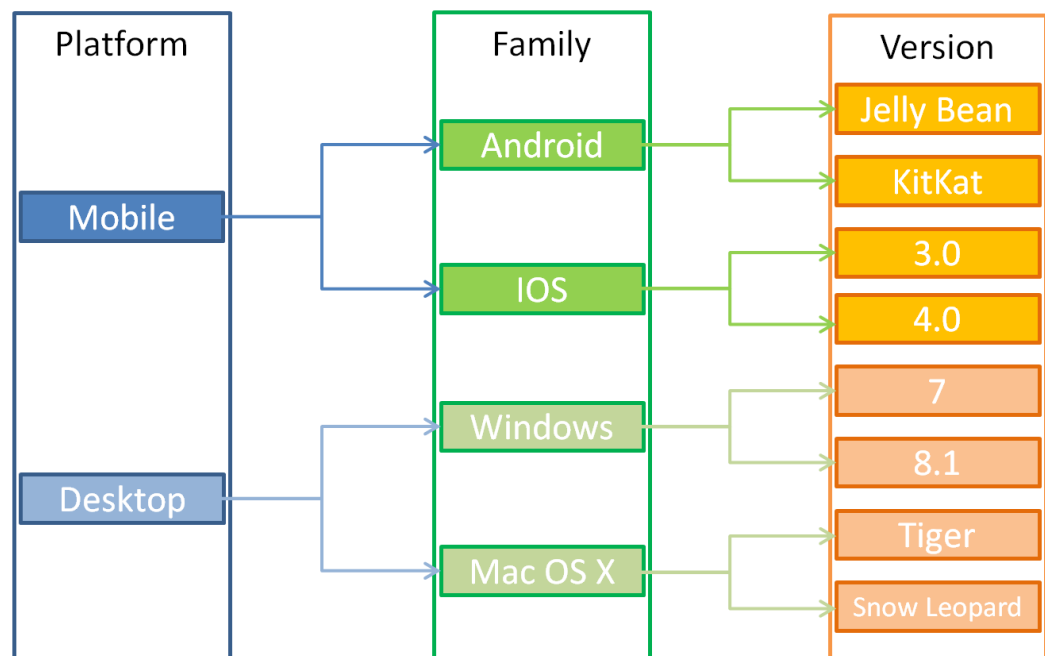 Platform
Mobile
Desktop
Family
Android
IOS
Windows
Mac OS X
Version
Jelly Bean
KitKat
3.0
4.0
7
8.1
Tiger
Snow Leopard